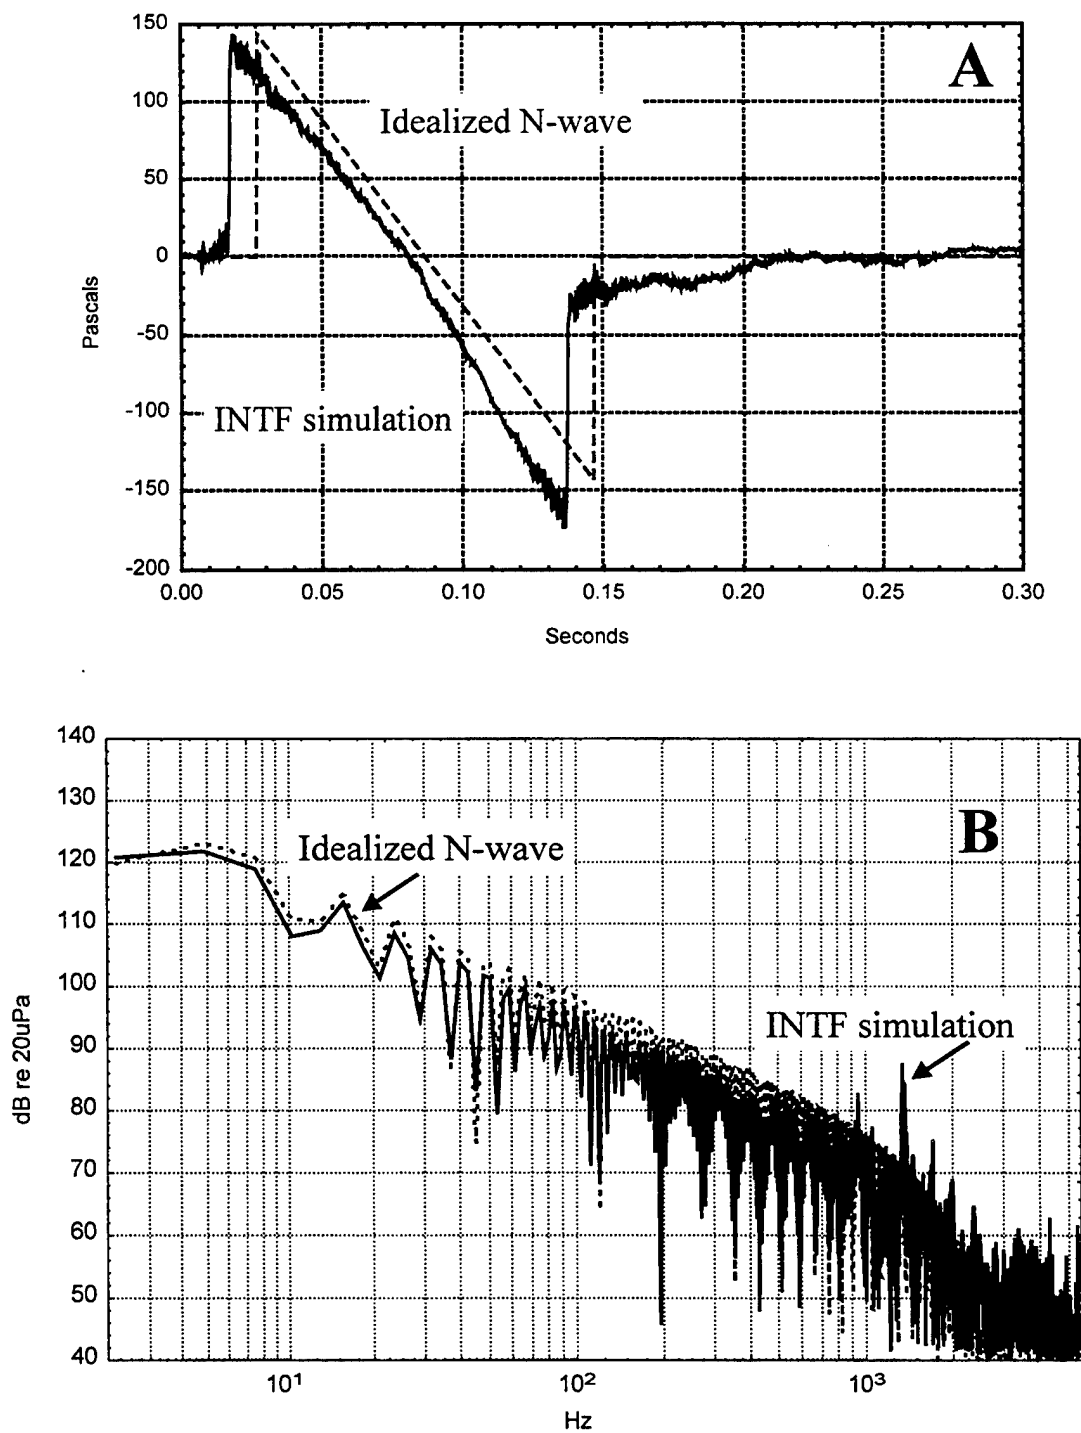 150
A
100
Idealized N-wave
50
0
Pascals
-50
-100
INTF simulation
-150
-200
0.00 0.05 0.10 0.15 0.20 0.25 0.30
Seconds
140
130
B
Idealized N-wave
120
110
100
INTF simulation
90
dB re 20uPa
80
70
60
50
40
10¹ 10² 10³
Hz